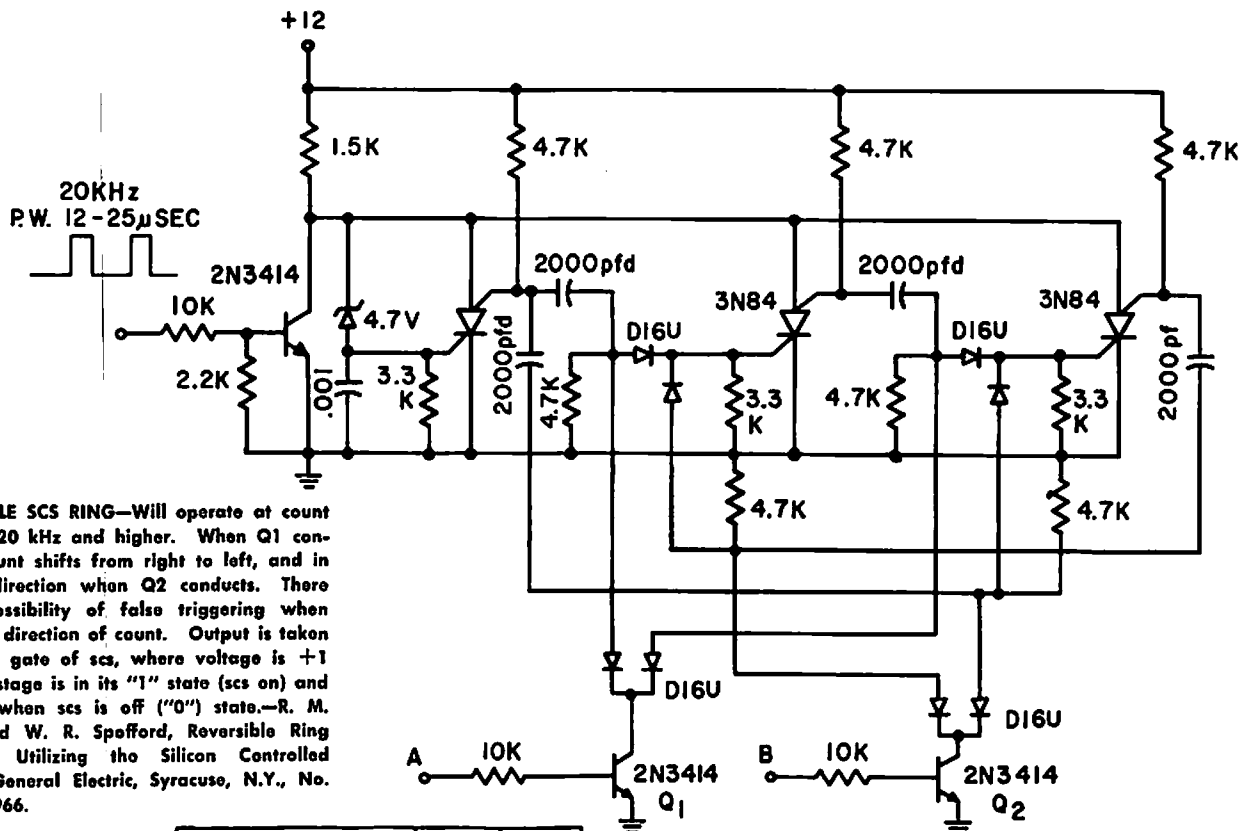 +12
1.5K
4.7K
4.7K
4.7K
20KHz
P.W. 12-25µSEC
2N3414
10K
2.2K
4.7V
.001
3.3
K
2000pfd
2000pfd
4.7K
D16U
3N84
3.3
K
4.7K
2000pfd
4.7K
D16U
3N84
3.3
K
4.7K
2000pf
LE SCS RING—Will operate at count
20 kHz and higher. When Q1 con-
unt shifts from right to left, and in
direction when Q2 conducts. There
ossibility of false triggering when
direction of count. Output is taken
gate of scs, where voltage is +1
stage is in its "1" state (scs on) and
when scs is off ("0") state.—R. M.
d W. R. Spofford, Reversible Ring
Utilizing the Silicon Controlled
General Electric, Syracuse, N.Y., No.
966.
D16U
D16U
A
10K
2N3414
Q1
B
10K
2N3414
Q2